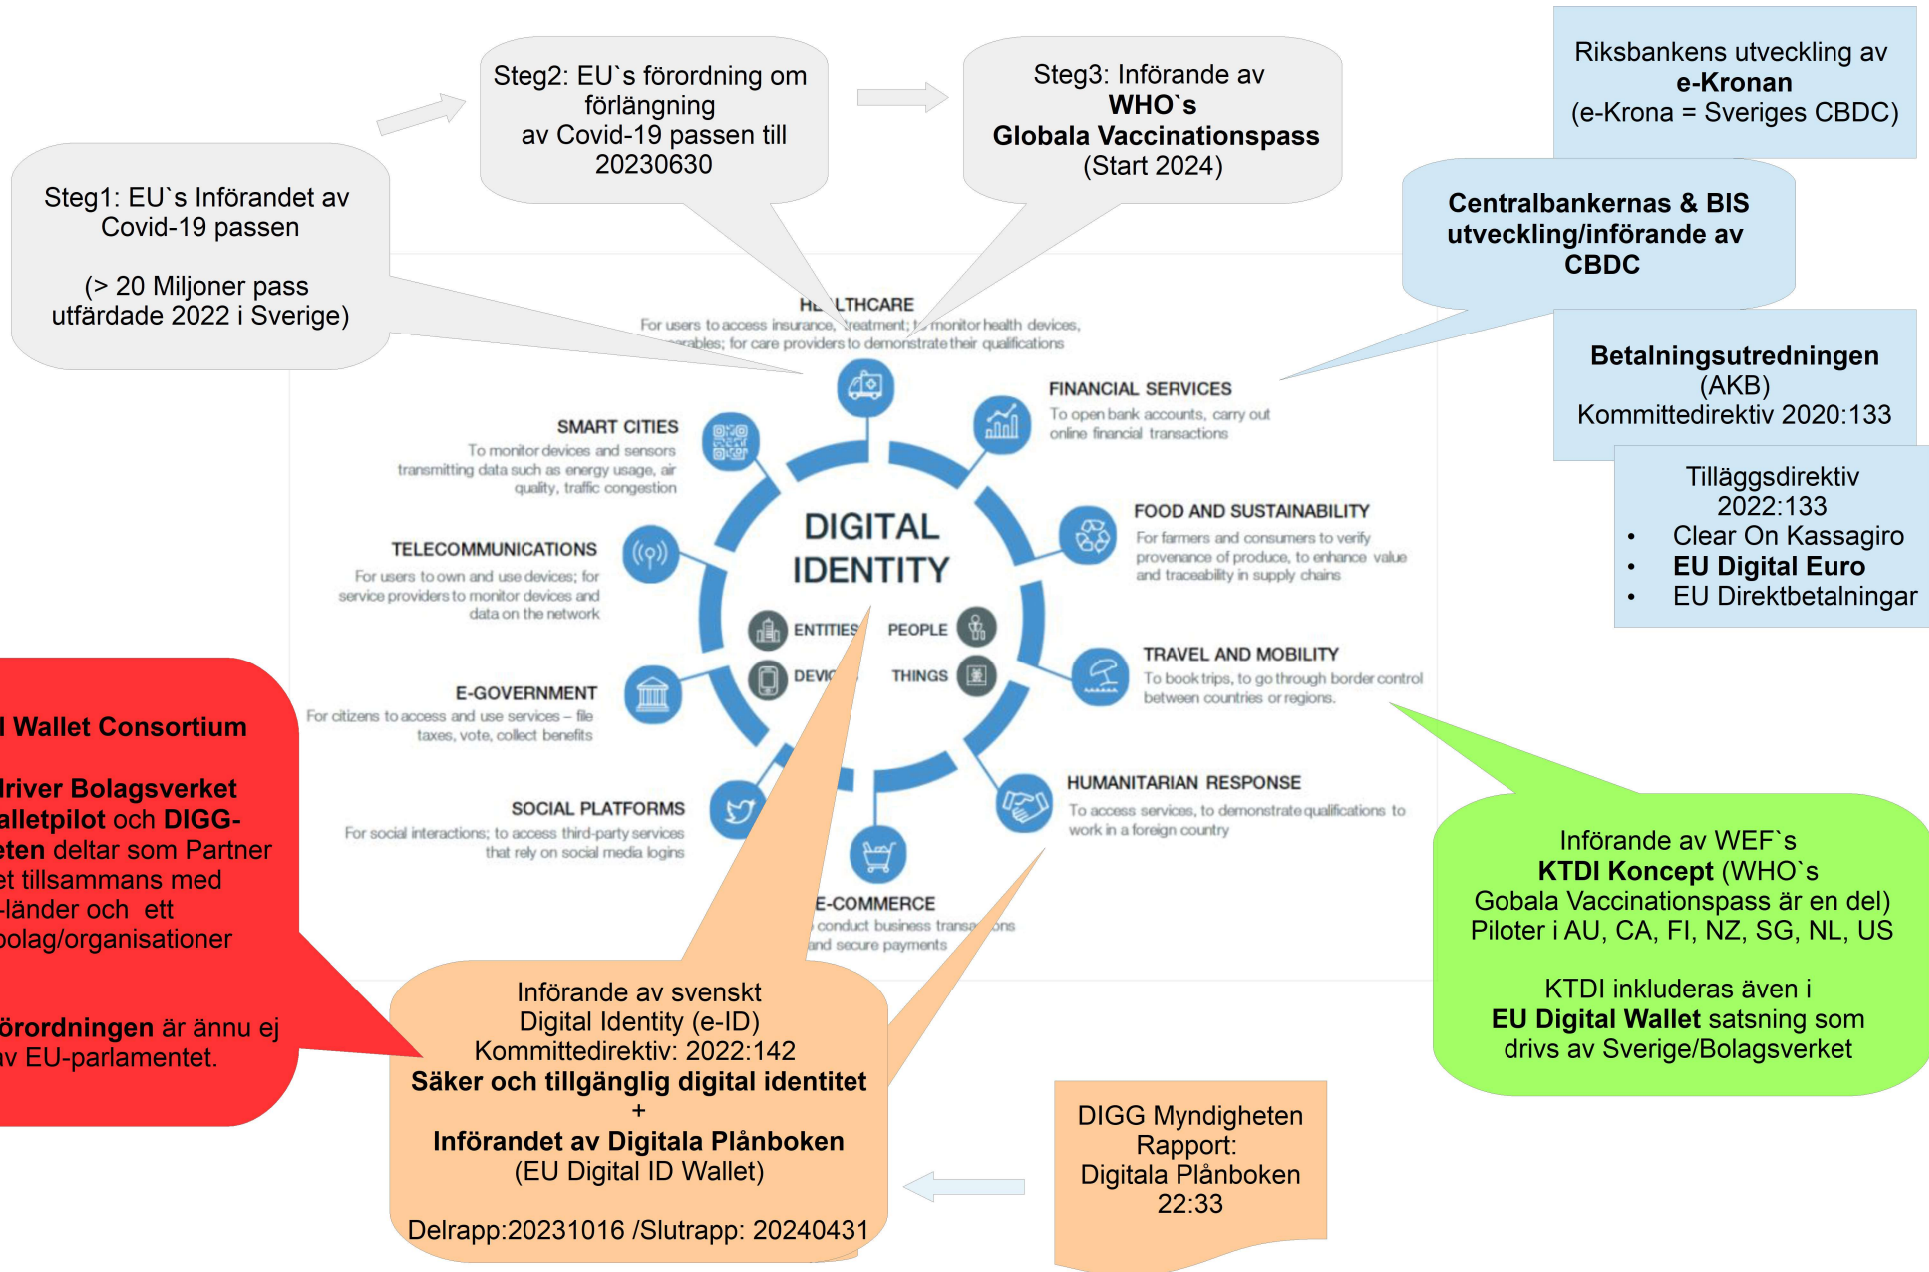 Steg1: EU`s Införandet av
Covid-19 passen
(> 20 Miljoner pass
utfärdade 2022 i Sverige)
Steg2: EU`s förordning om
förlängning
av Covid-19 passen till
20230630
Steg3: Införande av
WHO`s
Globala Vaccinationspass
(Start 2024)
Riksbankens utveckling av
e-Kronan
(e-Krona = Sveriges CBDC)
Centralbankernas & BIS
utveckling/införande av
CBDC
Betalningsutredningen
(AKB)
Kommittedirektiv 2020:133
Tilläggsdirektiv
2022:133
• Clear On Kassagiro
• EU Digital Euro
• EU Direktbetalningar
HE LTHCARE
For users to access insurance, reatment; t monitor health devices,
erables; for care providers to demonstrate their qualifications
FINANCIAL SERVICES
To open bank accounts, carry out
online financial transactions
SMART CITIES
To monitor devices and sensors
transmitting data such as energy usage, air
quality, traffic congestion
FOOD AND SUSTAINABILITY
For farmers and consumers to verify
provenance of produce, to enhance value
and traceability in supply chains
TELECOMMUNICATIONS
For users to own and use devices; for
service providers to monitor devices and
data on the network
DIGITAL
IDENTITY
ENTITIES PEOPLE
DEVIC THINGS
TRAVEL AND MOBILITY
To book trips, to go through border control
between countries or regions.
E-GOVERNMENT
For citizens to access and use services – file
taxes, vote, collect benefits
HUMANITARIAN RESPONSE
To access services, to demonstrate qualifications to
work in a foreign country
SOCIAL PLATFORMS
For social interactions; to access third-party services
that rely on social media logins
E-COMMERCE
conduct business transa ons
and secure payments
I Wallet Consortium
driver Bolagsverket
alletpilot och DIGG-
eten deltar som Partner
et tillsammans med
-länder och ett
bolag/organisationer
örordningen är ännu ej
av EU-parlamentet.
Införande av svenskt
Digital Identity (e-ID)
Kommittedirektiv: 2022:142
Säker och tillgänglig digital identitet
+
Införandet av Digitala Plånboken
(EU Digital ID Wallet)
Delrapp:20231016 /Slutrapp: 20240431
DIGG Myndigheten
Rapport:
Digitala Plånboken
22:33
Införande av WEF`s
KTDI Koncept (WHO`s
Gobala Vaccinationspass är en del)
Piloter i AU, CA, FI, NZ, SG, NL, US
KTDI inkluderas även i
EU Digital Wallet satsning som
drivs av Sverige/Bolagsverket